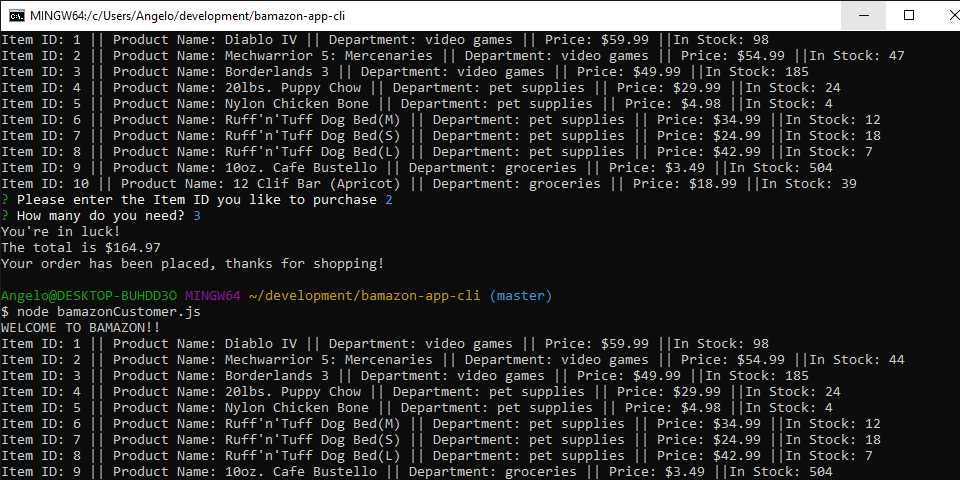 MINGW64:/c/Users/Angelo/development/bamazon-app-cli
Item ID: 1 || Product Name: Diablo IV || Department: video games || Price: $59.99 ||In Stock: 98
Item ID: 2 || Product Name: Mechwarrior 5: Mercenaries || Department: video games || Price: $54.99 ||In Stock: 47
Item ID: 3 || Product Name: Borderlands 3 || Department: video games || Price: $49.99 ||In Stock: 185
Item ID: 4 || Product Name: 20lbs. Puppy Chow || Department: pet supplies || Price: $29.99 ||In Stock: 24
Item ID: 5 || Product Name: Nylon Chicken Bone || Department: pet supplies || Price: $4.98 ||In Stock: 4
Item ID: 6 || Product Name: Ruff'n'Tuff Dog Bed(M) || Department: pet supplies || Price: $34.99 ||In Stock: 12
Item ID: 7 || Product Name: Ruff'n'Tuff Dog Bed(S) || Department: pet supplies || Price: $24.99 ||In Stock: 18
Item ID: 8 || Product Name: Ruff'n'Tuff Dog Bed(L) || Department: pet supplies || Price: $42.99 ||In Stock: 7
Item ID: 9 || Product Name: 10oz. Cafe Bustello || Department: groceries || Price: $3.49 ||In Stock: 504
Item ID: 10 || Product Name: 12 Clif Bar (Apricot) || Department: groceries || Price: $18.99 ||In Stock: 39
? Please enter the Item ID you like to purchase 2
? How many do you need? 3
You're in luck!
The total is $164.97
Your order has been placed, thanks for shopping!
Angelo@DESKTOP-BUHDD3O MINGW64 ~/development/bamazon-app-cli (master)
$ node bamazonCustomer.js
WELCOME TO BAMAZON!!
Item ID: 1 || Product Name: Diablo IV || Department: video games || Price: $59.99 ||In Stock: 98
Item ID: 2 || Product Name: Mechwarrior 5: Mercenaries || Department: video games || Price: $54.99 ||In Stock: 44
Item ID: 3 || Product Name: Borderlands 3 || Department: video games || Price: $49.99 ||In Stock: 185
Item ID: 4 || Product Name: 20lbs. Puppy Chow || Department: pet supplies || Price: $29.99 ||In Stock: 24
Item ID: 5 || Product Name: Nylon Chicken Bone || Department: pet supplies || Price: $4.98 ||In Stock: 4
Item ID: 6 || Product Name: Ruff'n'Tuff Dog Bed(M) || Department: pet supplies || Price: $34.99 ||In Stock: 12
Item ID: 7 || Product Name: Ruff'n'Tuff Dog Bed(S) || Department: pet supplies || Price: $24.99 ||In Stock: 18
Item ID: 8 || Product Name: Ruff'n'Tuff Dog Bed(L) || Department: pet supplies || Price: $42.99 ||In Stock: 7
Item ID: 9 || Product Name: 10oz. Cafe Bustello || Department: groceries || Price: $3.49 ||In Stock: 504